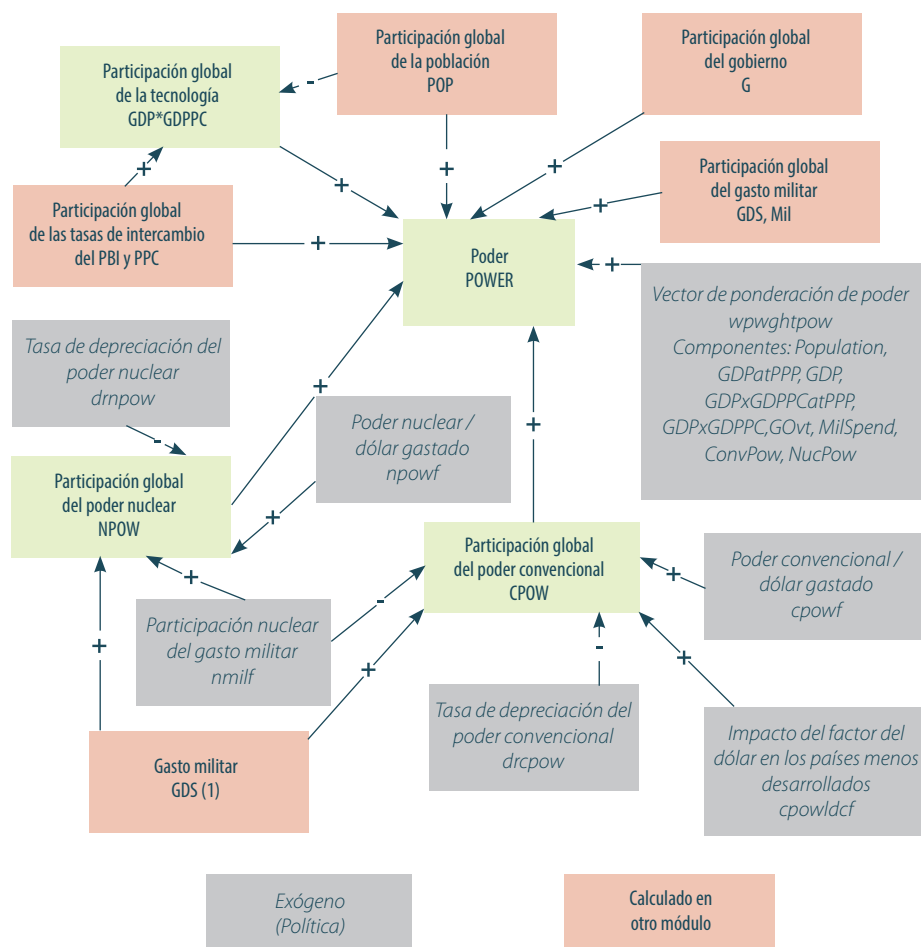 Participación global
de la tecnología
GDP*GDPPC
Participación global
de la población
POP
Participación global
del gobierno
G
-
+
+
+
+
Participación global
del gasto militar
GDS, Mil
+
Participación global
de las tasas de intercambio
del PBI y PPC
+
Poder
POWER
+
Vector de ponderación de poder
wpwghtpow
Componentes: Population,
GDPatPPP, GDP,
GDPxGDPPCatPPP,
GDPxGDPPC,GOvt, MilSpend,
ConvPow, NucPow
Tasa de depreciación del
poder nuclear
drnpow
-
+
+
Poder nuclear /
dólar gastado
npowf
+
Participación global
del poder nuclear
NPOW
Participación global
del poder convencional
CPOW
Poder convencional /
dólar gastado
cpowf
+
+
-
Participación nuclear
del gasto militar
nmilf
+
+
-
+
Tasa de depreciación del
poder convencional
drcpow
Impacto del factor del
dólar en los países menos
desarrollados
cpowldcf
Gasto militar
GDS (1)
Exógeno
(Política)
Calculado en
otro módulo